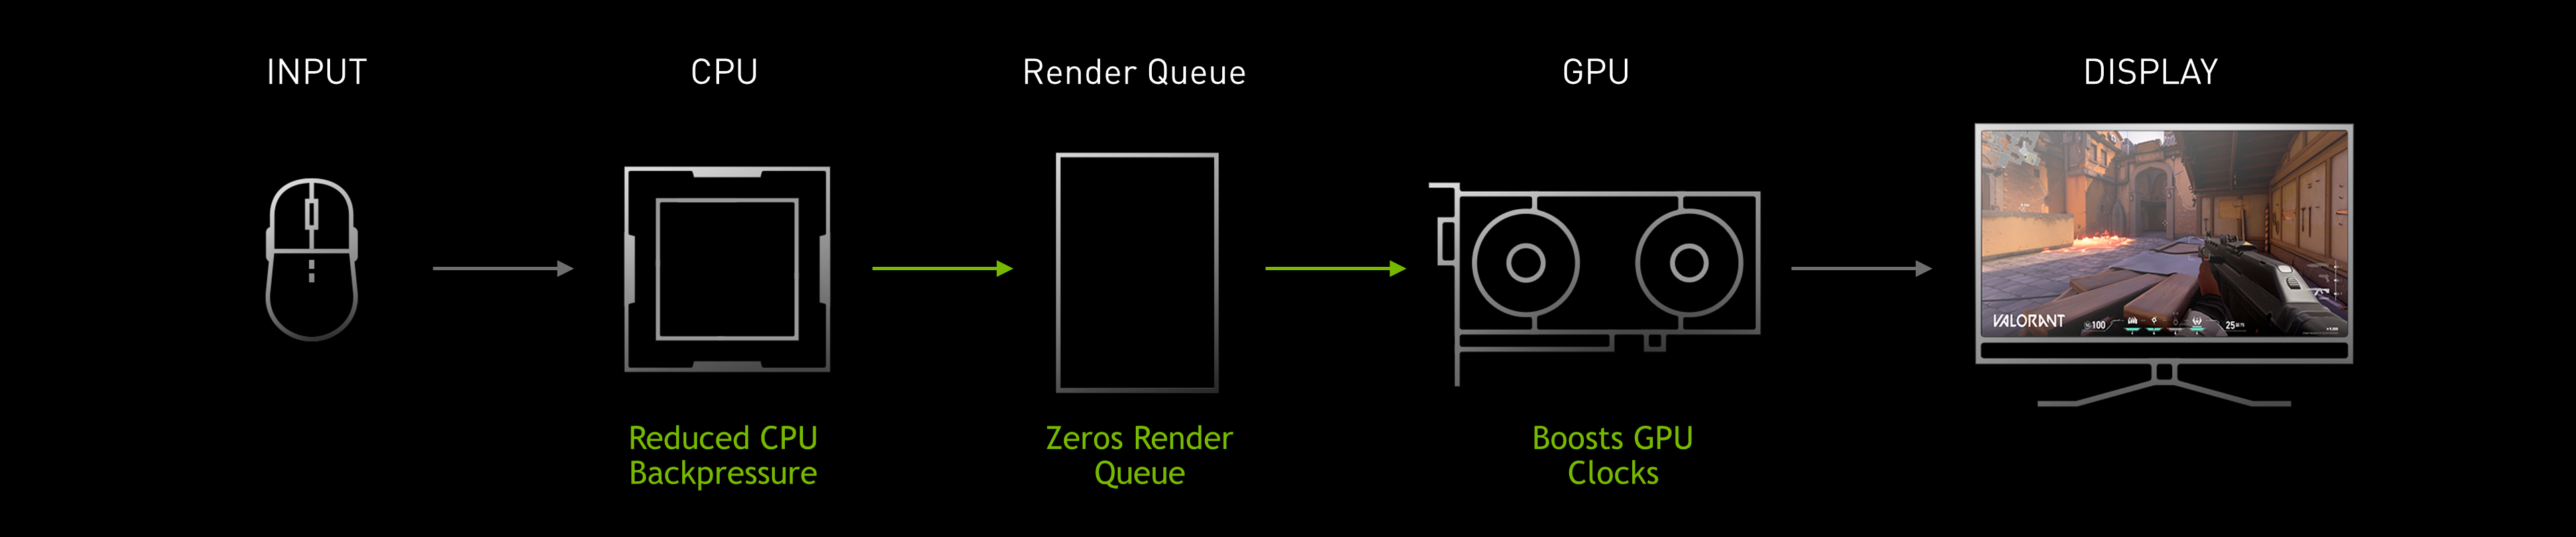 INPUT
CPU
Render Queue
GPU
DISPLAY
VALORANT
100
25
Reduced CPU
Backpressure
Zeros Render
Queue
Boosts GPU
Clocks